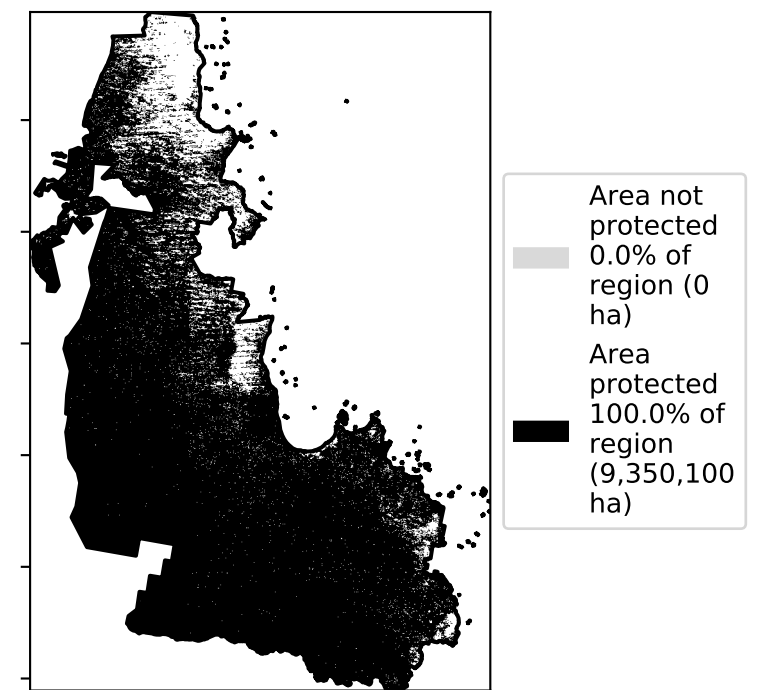 Area not
protected
0.0% of
region (0
ha)
Area
protected
100.0% of
region
(9,350,100
ha)